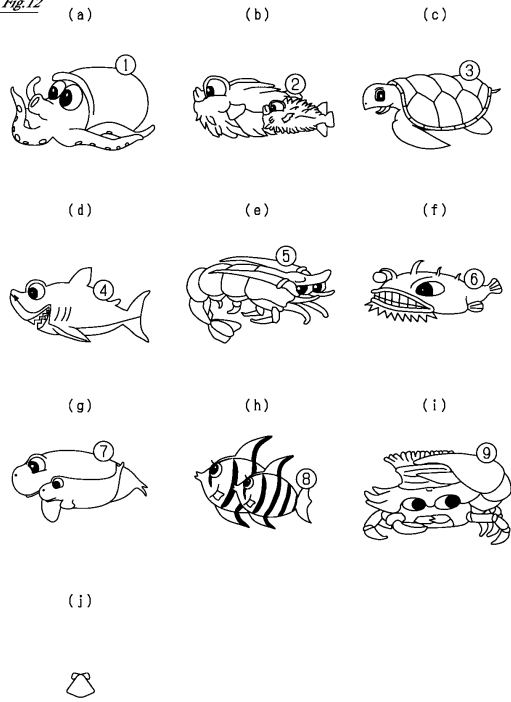 Fig.12
(a) (b) (c)
① ② ③
(d) (e) (f)
④ ⑤ ⑥
(g) (h) (i)
⑦ ⑧ ⑨
(j)